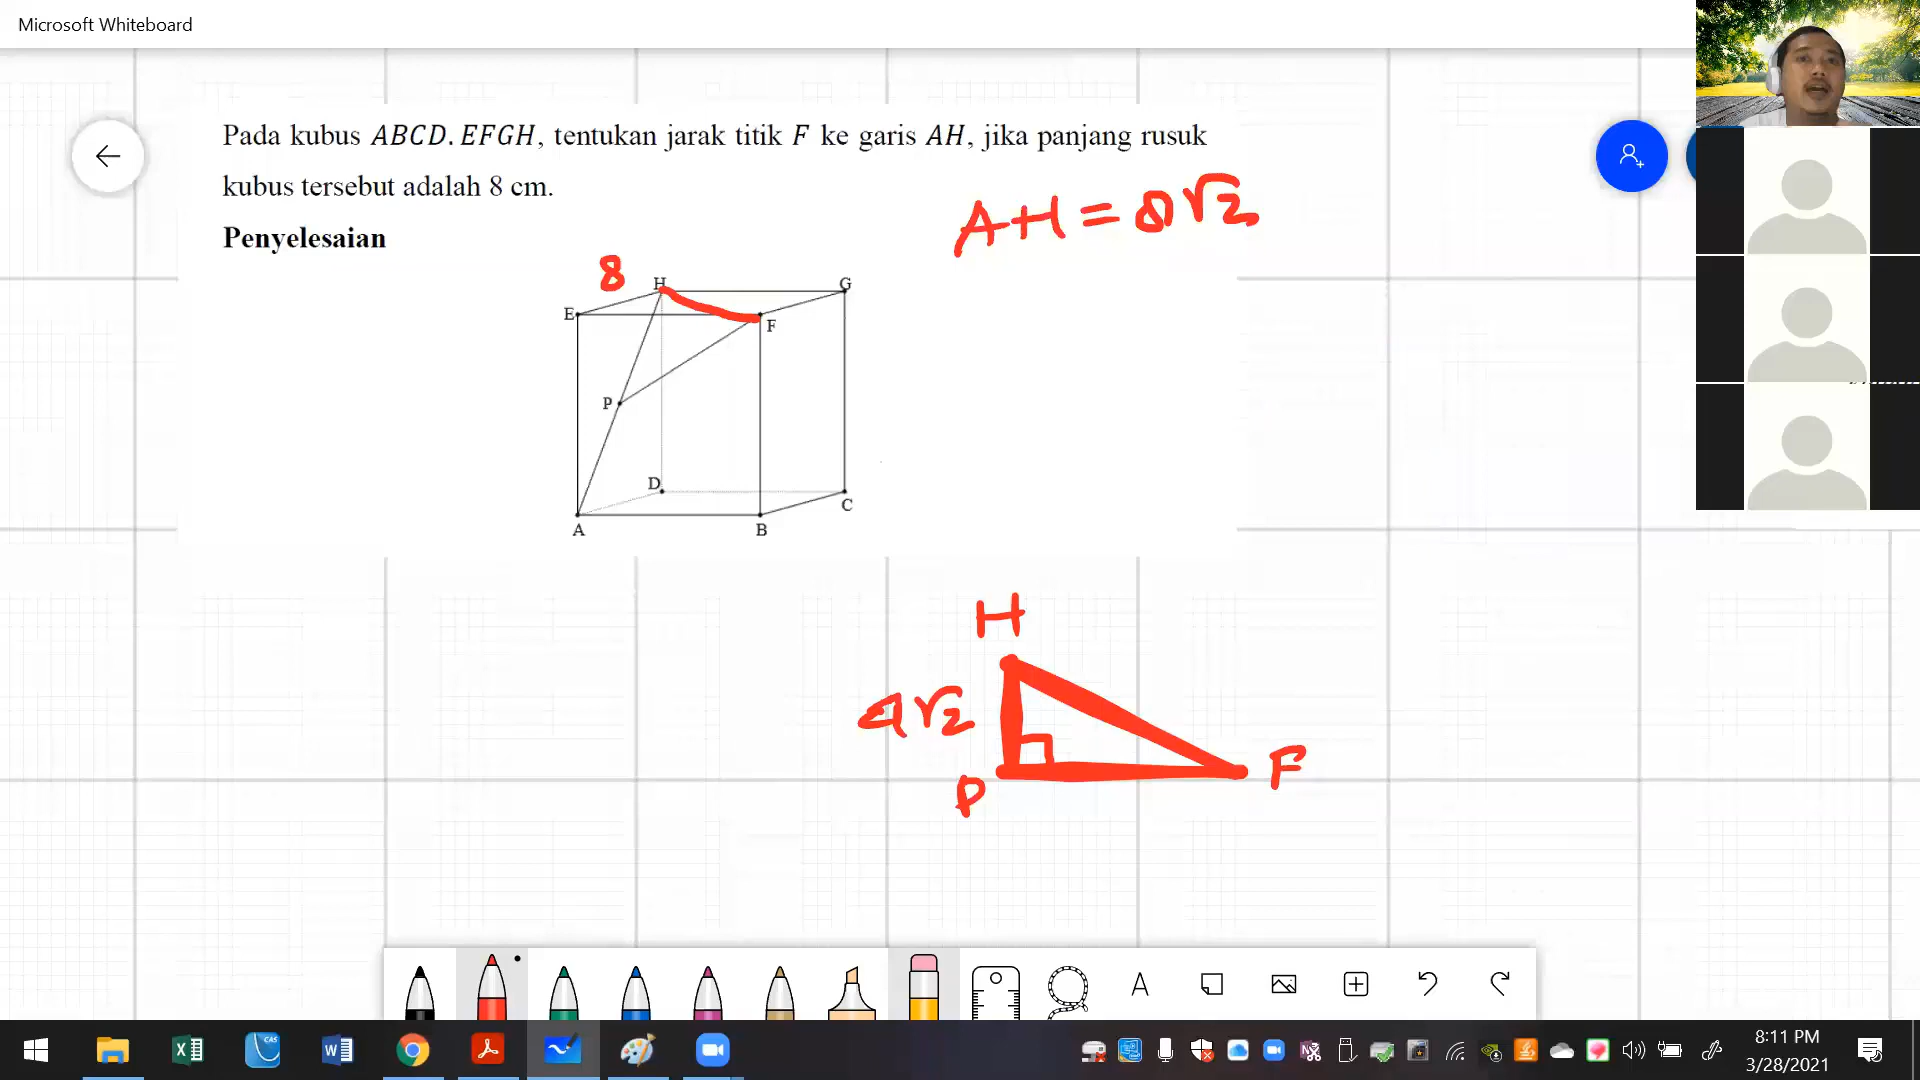 Microsoft Whiteboard
Pada kubus ABCD.EFGH, tentukan jarak titik F ke garis AH, jika panjang rusuk
kubus tersebut adalah 8 cm.
AH = 8√2
Penyelesaian
8
H
G
E
F
P
D
C
A
B
H
4√2
P
F
A
CAS
8:11 PM
3/28/2021